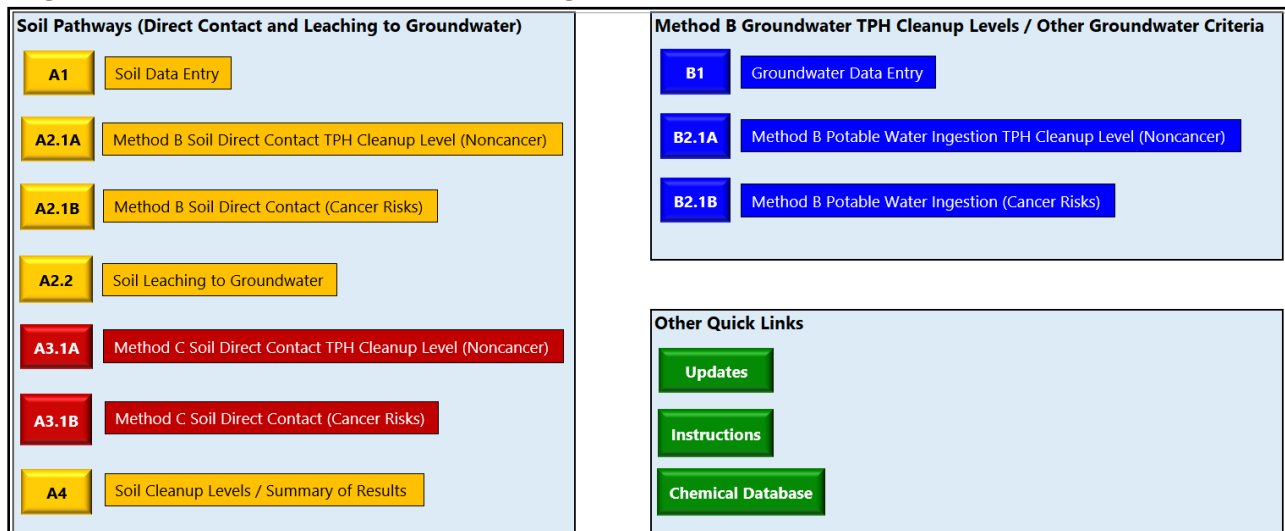 Soil Pathways (Direct Contact and Leaching to Groundwater)
A1 Soil Data Entry
A2.1A Method B Soil Direct Contact TPH Cleanup Level (Noncancer)
A2.1B Method B Soil Direct Contact (Cancer Risks)
A2.2 Soil Leaching to Groundwater
A3.1A Method C Soil Direct Contact TPH Cleanup Level (Noncancer)
A3.1B Method C Soil Direct Contact (Cancer Risks)
A4 Soil Cleanup Levels / Summary of Results
Method B Groundwater TPH Cleanup Levels / Other Groundwater Criteria
B1 Groundwater Data Entry
B2.1A Method B Potable Water Ingestion TPH Cleanup Level (Noncancer)
B2.1B Method B Potable Water Ingestion (Cancer Risks)
Other Quick Links
Updates
Instructions
Chemical Database